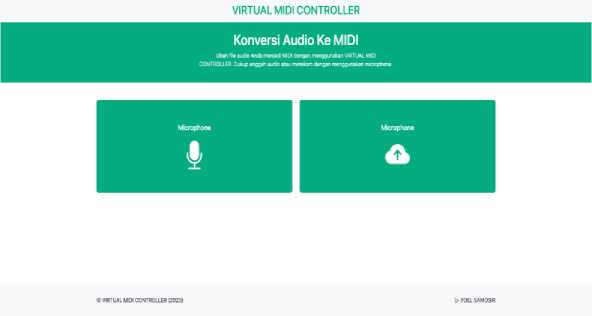 VIRTUAL MIDI CONTROLLER
Konversi Audio Ke MIDI
Ubah file audio Anda menjadi MIDI dengan menggunakan VIRTUAL MIDI
CONTROLLER. Cukup unggah audio atau merekam dengan menggunakan microphone.
Microphone
Microphone
© VIRTUAL MIDI CONTROLLER (2023)
▷ YOEL SAMOSIR